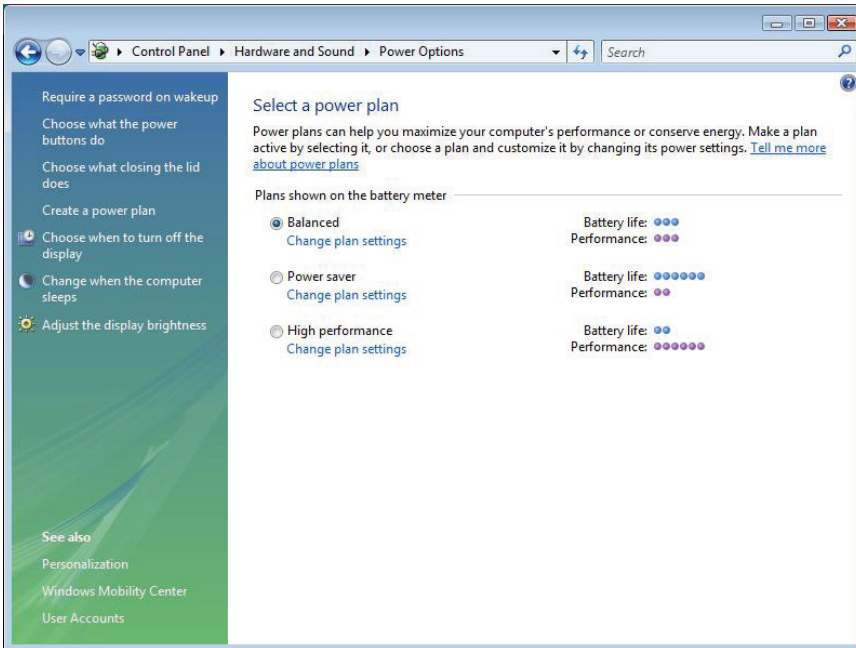 Control Panel Hardware and Sound Power Options Search
Require a password on wakeup
Choose what the power
buttons do
Choose what closing the lid
does
Create a power plan
Choose when to turn off the
display
Change when the computer
sleeps
Adjust the display brightness
See also
Personalization
Windows Mobility Center
User Accounts
Select a power plan
Power plans can help you maximize your computer's performance or conserve energy. Make a plan
active by selecting it, or choose a plan and customize it by changing its power settings. Tell me more
about power plans
Plans shown on the battery meter
Balanced Battery life:
Change plan settings Performance:
Power saver Battery life:
Change plan settings Performance:
High performance Battery life:
Change plan settings Performance: